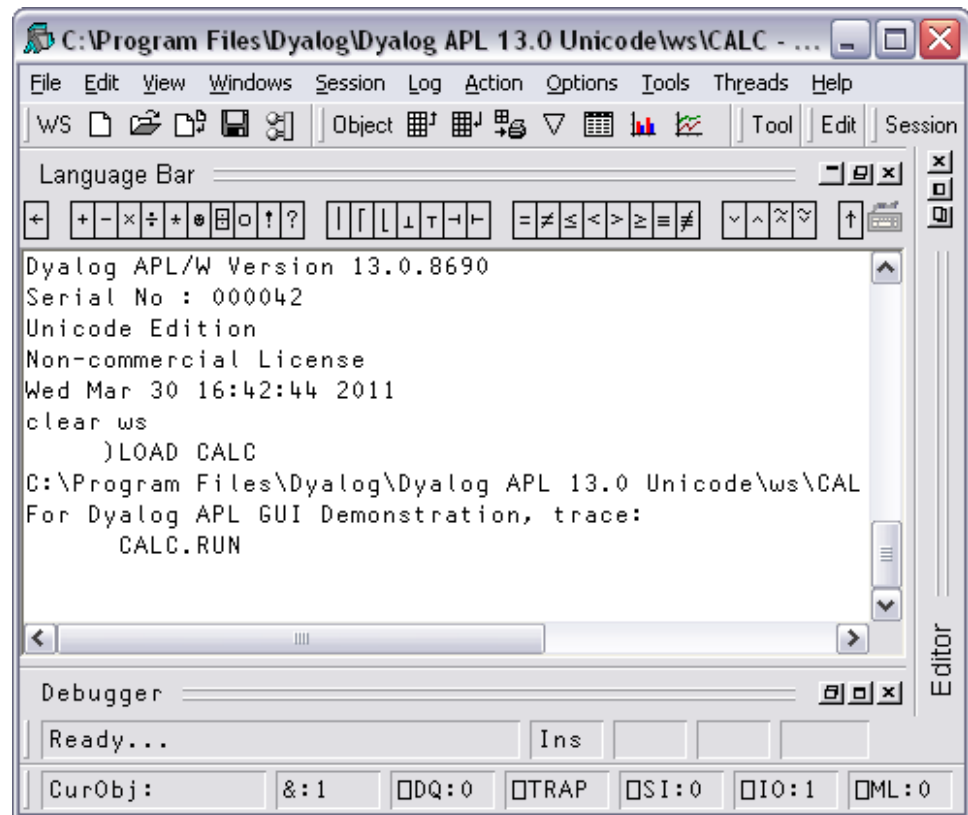 C:\Program Files\Dyalog\Dyalog APL 13.0 Unicode\ws\CALC - ...
File Edit View Windows Session Log Action Options Tools Threads Help
WS Object Tool Edit Session
Language Bar
← + - × ÷ * ⍟ ⌹ ○ ! ? | ⌈ ⌊ ⊥ ⊤ ⊣ ⊢ = ≠ ≤ < > ≥ ≡ ≢ ∨ ∧ ⍲ ⍱ ↑
Dyalog APL/W Version 13.0.8690
Serial No : 000042
Unicode Edition
Non-commercial License
Wed Mar 30 16:42:44 2011
clear ws
)LOAD CALC
C:\Program Files\Dyalog\Dyalog APL 13.0 Unicode\ws\CAL
For Dyalog APL GUI Demonstration, trace:
CALC.RUN
Editor
Debugger
Ready... Ins
CurObj: &:1 ⎕DQ:0 ⎕TRAP ⎕SI:0 ⎕IO:1 ⎕ML:0